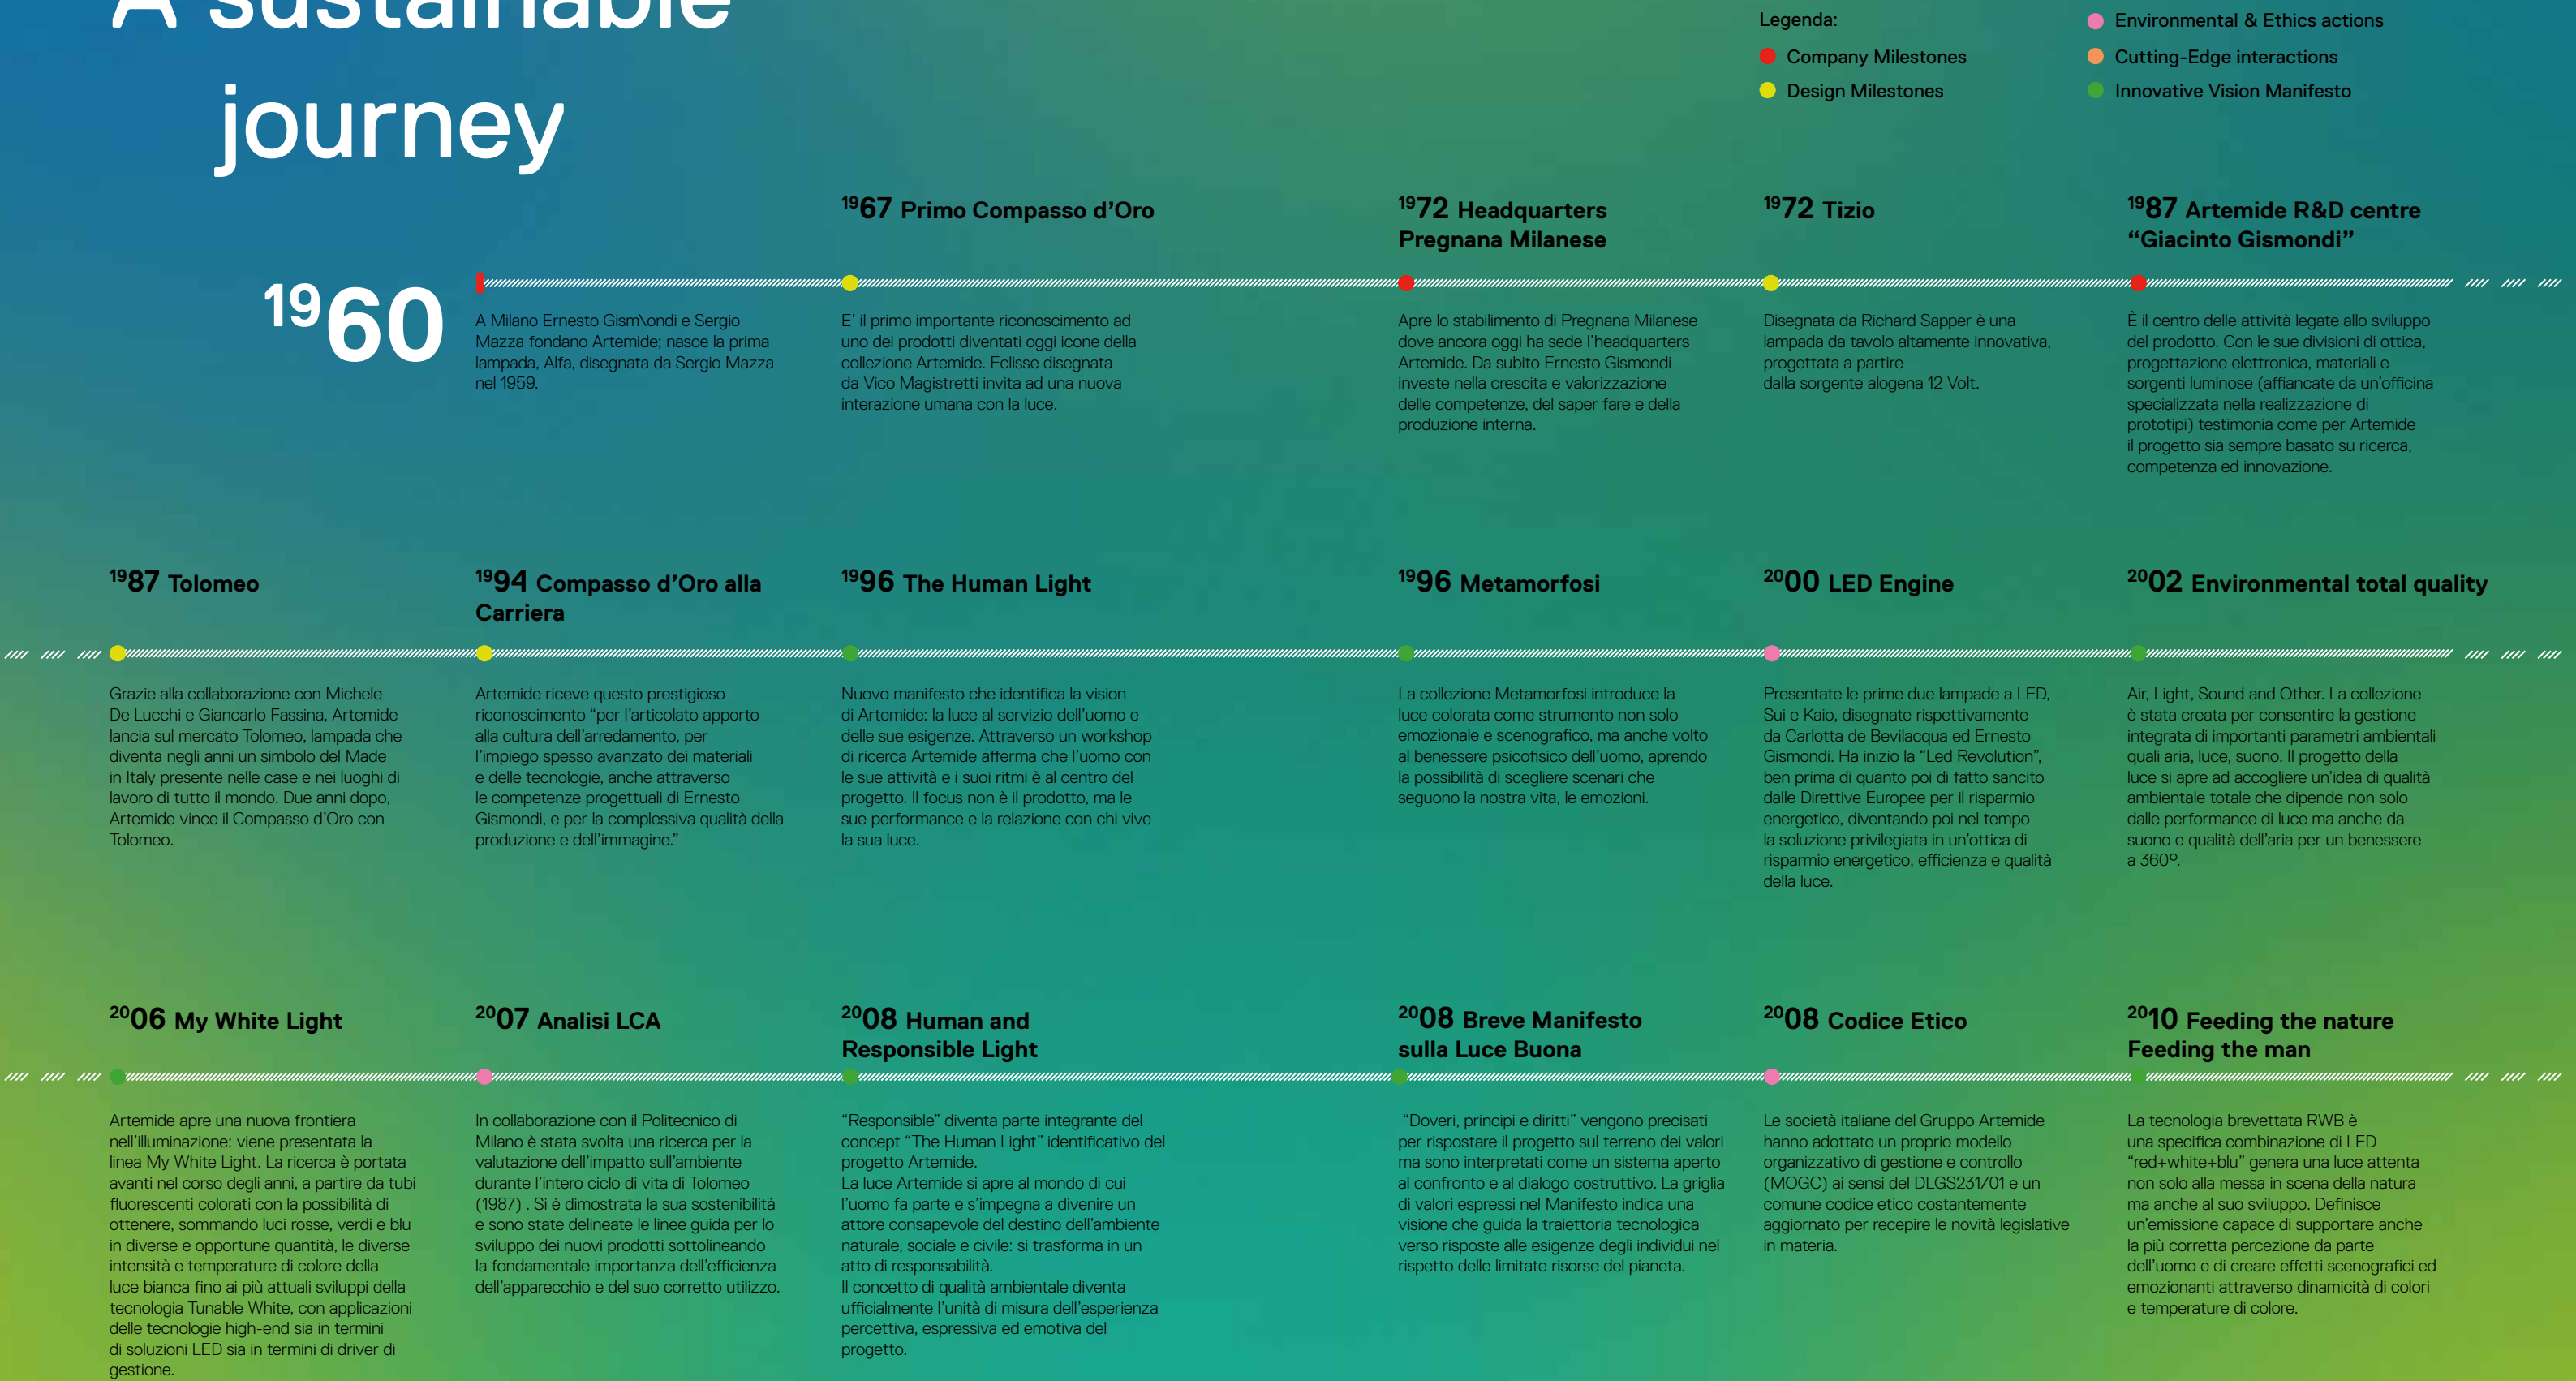 A sustainable
journey
Legenda:
Company Milestones
Design Milestones
Environmental & Ethics actions
Cutting-Edge interactions
Innovative Vision Manifesto
1960
A Milano Ernesto Gism\ondi e Sergio
Mazza fondano Artemide; nasce la prima
lampada, Alfa, disegnata da Sergio Mazza
nel 1959.
1967 Primo Compasso d’Oro
E’ il primo importante riconoscimento ad
uno dei prodotti diventati oggi icone della
collezione Artemide. Eclisse disegnata
da Vico Magistretti invita ad una nuova
interazione umana con la luce.
1972 Headquarters
Pregnana Milanese
Apre lo stabilimento di Pregnana Milanese
dove ancora oggi ha sede l’headquarters
Artemide. Da subito Ernesto Gismondi
investe nella crescita e valorizzazione
delle competenze, del saper fare e della
produzione interna.
1972 Tizio
Disegnata da Richard Sapper è una
lampada da tavolo altamente innovativa,
progettata a partire
dalla sorgente alogena 12 Volt.
1987 Artemide R&D centre
“Giacinto Gismondi”
È il centro delle attività legate allo sviluppo
del prodotto. Con le sue divisioni di ottica,
progettazione elettronica, materiali e
sorgenti luminose (affiancate da un’officina
specializzata nella realizzazione di
prototipi) testimonia come per Artemide
il progetto sia sempre basato su ricerca,
competenza ed innovazione.
1987 Tolomeo
Grazie alla collaborazione con Michele
De Lucchi e Giancarlo Fassina, Artemide
lancia sul mercato Tolomeo, lampada che
diventa negli anni un simbolo del Made
in Italy presente nelle case e nei luoghi di
lavoro di tutto il mondo. Due anni dopo,
Artemide vince il Compasso d’Oro con
Tolomeo.
1994 Compasso d’Oro alla
Carriera
Artemide riceve questo prestigioso
riconoscimento “per l’articolato apporto
alla cultura dell’arredamento, per
l’impiego spesso avanzato dei materiali
e delle tecnologie, anche attraverso
le competenze progettuali di Ernesto
Gismondi, e per la complessiva qualità della
produzione e dell’immagine.”
1996 The Human Light
Nuovo manifesto che identifica la vision
di Artemide: la luce al servizio dell’uomo e
delle sue esigenze. Attraverso un workshop
di ricerca Artemide afferma che l’uomo con
le sue attività e i suoi ritmi è al centro del
progetto. Il focus non è il prodotto, ma le
sue performance e la relazione con chi vive
la sua luce.
1996 Metamorfosi
La collezione Metamorfosi introduce la
luce colorata come strumento non solo
emozionale e scenografico, ma anche volto
al benessere psicofisico dell’uomo, aprendo
la possibilità di scegliere scenari che
seguono la nostra vita, le emozioni.
2000 LED Engine
Presentate le prime due lampade a LED,
Sui e Kaio, disegnate rispettivamente
da Carlotta de Bevilacqua ed Ernesto
Gismondi. Ha inizio la “Led Revolution”,
ben prima di quanto poi di fatto sancito
dalle Direttive Europee per il risparmio
energetico, diventando poi nel tempo
la soluzione privilegiata in un’ottica di
risparmio energetico, efficienza e qualità
della luce.
2002 Environmental total quality
Air, Light, Sound and Other. La collezione
è stata creata per consentire la gestione
integrata di importanti parametri ambientali
quali aria, luce, suono. Il progetto della
luce si apre ad accogliere un’idea di qualità
ambientale totale che dipende non solo
dalle performance di luce ma anche da
suono e qualità dell’aria per un benessere
a 360º.
2006 My White Light
Artemide apre una nuova frontiera
nell’illuminazione: viene presentata la
linea My White Light. La ricerca è portata
avanti nel corso degli anni, a partire da tubi
fluorescenti colorati con la possibilità di
ottenere, sommando luci rosse, verdi e blu
in diverse e opportune quantità, le diverse
intensità e temperature di colore della
luce bianca fino ai più attuali sviluppi della
tecnologia Tunable White, con applicazioni
delle tecnologie high-end sia in termini
di soluzioni LED sia in termini di driver di
gestione.
2007 Analisi LCA
In collaborazione con il Politecnico di
Milano è stata svolta una ricerca per la
valutazione dell’impatto sull’ambiente
durante l’intero ciclo di vita di Tolomeo
(1987) . Si è dimostrata la sua sostenibilità
e sono state delineate le linee guida per lo
sviluppo dei nuovi prodotti sottolineando
la fondamentale importanza dell’efficienza
dell’apparecchio e del suo corretto utilizzo.
2008 Human and
Responsible Light
“Responsible” diventa parte integrante del
concept “The Human Light” identificativo del
progetto Artemide.
La luce Artemide si apre al mondo di cui
l’uomo fa parte e s’impegna a divenire un
attore consapevole del destino dell’ambiente
naturale, sociale e civile: si trasforma in un
atto di responsabilità.
Il concetto di qualità ambientale diventa
ufficialmente l’unità di misura dell’esperienza
percettiva, espressiva ed emotiva del
progetto.
2008 Breve Manifesto
sulla Luce Buona
“Doveri, principi e diritti” vengono precisati
per rispostare il progetto sul terreno dei valori
ma sono interpretati come un sistema aperto
al confronto e al dialogo costruttivo. La griglia
di valori espressi nel Manifesto indica una
visione che guida la traiettoria tecnologica
verso risposte alle esigenze degli individui nel
rispetto delle limitate risorse del pianeta.
2008 Codice Etico
Le società italiane del Gruppo Artemide
hanno adottato un proprio modello
organizzativo di gestione e controllo
(MOGC) ai sensi del DLGS231/01 e un
comune codice etico costantemente
aggiornato per recepire le novità legislative
in materia.
2010 Feeding the nature
Feeding the man
La tecnologia brevettata RWB è
una specifica combinazione di LED
“red+white+blu” genera una luce attenta
non solo alla messa in scena della natura
ma anche al suo sviluppo. Definisce
un’emissione capace di supportare anche
la più corretta percezione da parte
dell’uomo e di creare effetti scenografici ed
emozionanti attraverso dinamicità di colori
e temperature di colore.